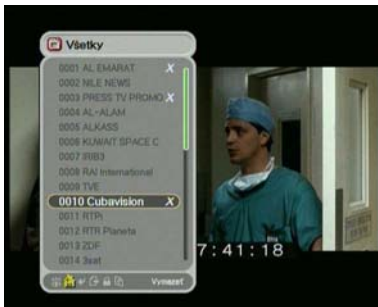 Všetky
0001 AL EMARAT X
0002 NILE NEWS
0003 PRESS TV PROMO X
0004 AL-ALAM
0005 ALKASS
0006 KUWAIT SPACE C
0007 IRIB3
0008 RAI International
0009 TVE
0010 Cubavision X
0011 RTPi
0012 RTR Planeta
0013 ZDF
0014 3sat
Vymazať
7:41:18